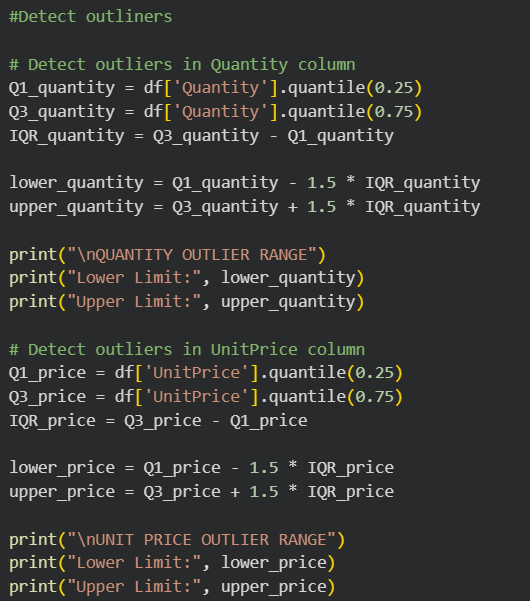 #Detect outliners
# Detect outliers in Quantity column
Q1_quantity = df['Quantity'].quantile(0.25)
Q3_quantity = df['Quantity'].quantile(0.75)
IQR_quantity = Q3_quantity - Q1_quantity
lower_quantity = Q1_quantity - 1.5 * IQR_quantity
upper_quantity = Q3_quantity + 1.5 * IQR_quantity
print("\nQUANTITY OUTLIER RANGE")
print("Lower Limit:", lower_quantity)
print("Upper Limit:", upper_quantity)
# Detect outliers in UnitPrice column
Q1_price = df['UnitPrice'].quantile(0.25)
Q3_price = df['UnitPrice'].quantile(0.75)
IQR_price = Q3_price - Q1_price
lower_price = Q1_price - 1.5 * IQR_price
upper_price = Q3_price + 1.5 * IQR_price
print("\nUNIT PRICE OUTLIER RANGE")
print("Lower Limit:", lower_price)
print("Upper Limit:", upper_price)